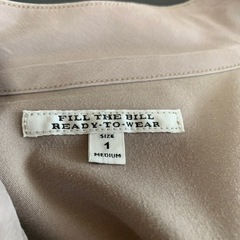 FILL THE BILL
READY-TO-WEAR
SIZE
1
MEDIUM